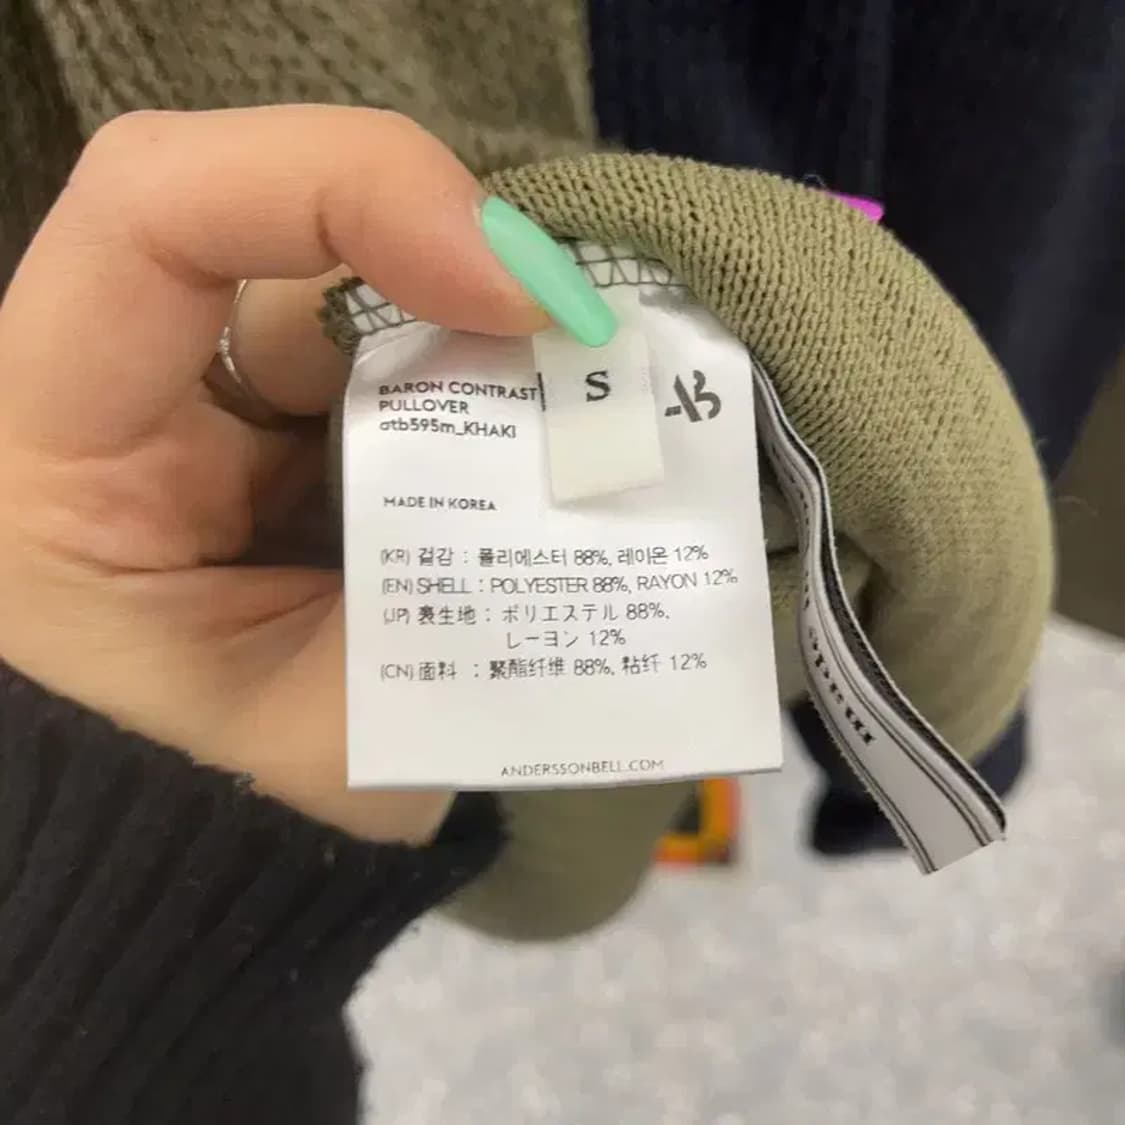 BARON CONTRAST
PULLOVER
atb595m_KHAKI
S
AB
MADE IN KOREA
(KR) 겉감 : 폴리에스터 88%, 레이온 12%
(EN) SHELL : POLYESTER 88%, RAYON 12%
(JP) 表生地 : ポリエステル 88%,
レーヨン 12%
(CN) 面料 : 聚酯纤维 88%, 粘纤 12%
ANDERSSONBELL.COM